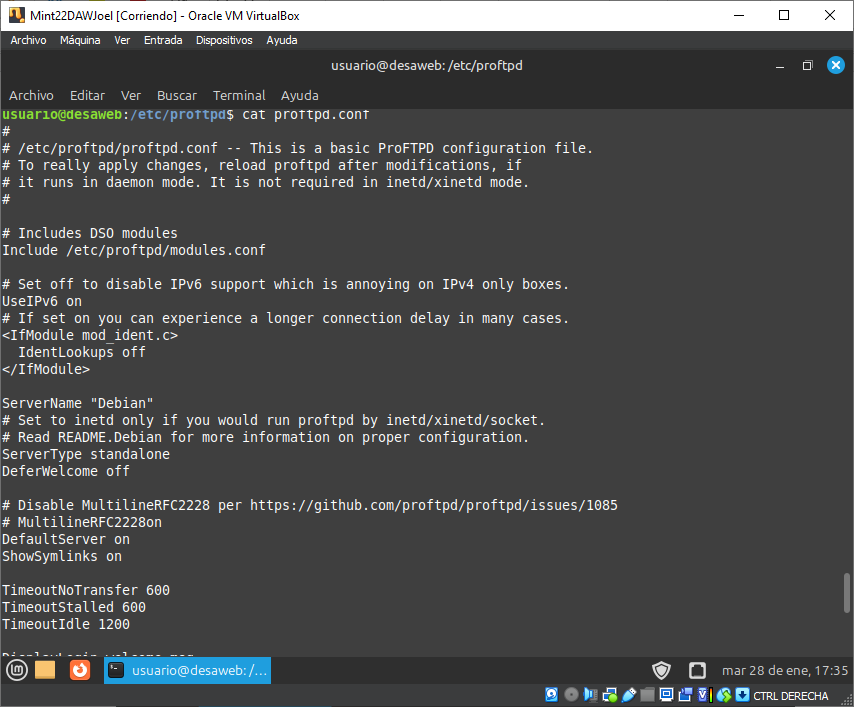 Mint22DAWJoel [Corriendo] - Oracle VM VirtualBox
Archivo Máquina Ver Entrada Dispositivos Ayuda
usuario@desaweb: /etc/proftpd
Archivo Editar Ver Buscar Terminal Ayuda
usuario@desaweb:/etc/proftpd$ cat proftpd.conf
#
# /etc/proftpd/proftpd.conf -- This is a basic ProFTPD configuration file.
# To really apply changes, reload proftpd after modifications, if
# it runs in daemon mode. It is not required in inetd/xinetd mode.
#
# Includes DSO modules
Include /etc/proftpd/modules.conf
# Set off to disable IPv6 support which is annoying on IPv4 only boxes.
UseIPv6 on
# If set on you can experience a longer connection delay in many cases.
<IfModule mod_ident.c>
  IdentLookups off
</IfModule>
ServerName "Debian"
# Set to inetd only if you would run proftpd by inetd/xinetd/socket.
# Read README.Debian for more information on proper configuration.
ServerType standalone
DeferWelcome off
# Disable MultilineRFC2228 per https://github.com/proftpd/proftpd/issues/1085
# MultilineRFC2228on
DefaultServer on
ShowSymlinks on
TimeoutNoTransfer 600
TimeoutStalled 600
TimeoutIdle 1200
DisplayLogin welcome.msg
usuario@desaweb: /...
mar 28 de ene, 17:35
CTRL DERECHA